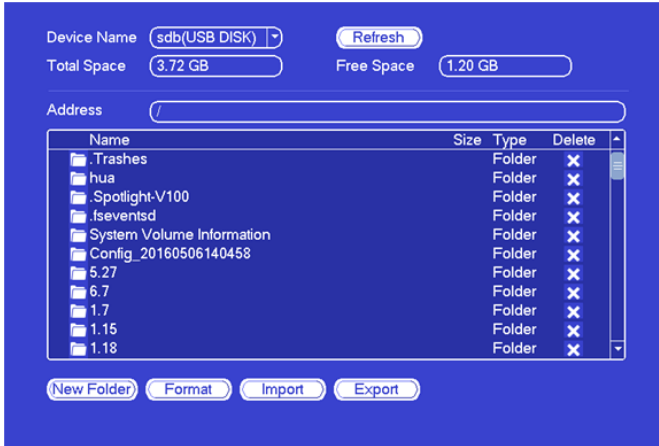 Device Name sdb(USB DISK) Refresh
Total Space 3.72 GB Free Space 1.20 GB
Address /
Name Size Type Delete
.Trashes Folder
hua Folder
.Spotlight-V100 Folder
.fseventsd Folder
System Volume Information Folder
Config_20160506140458 Folder
5.27 Folder
6.7 Folder
1.7 Folder
1.15 Folder
1.18 Folder
New Folder Format Import Export